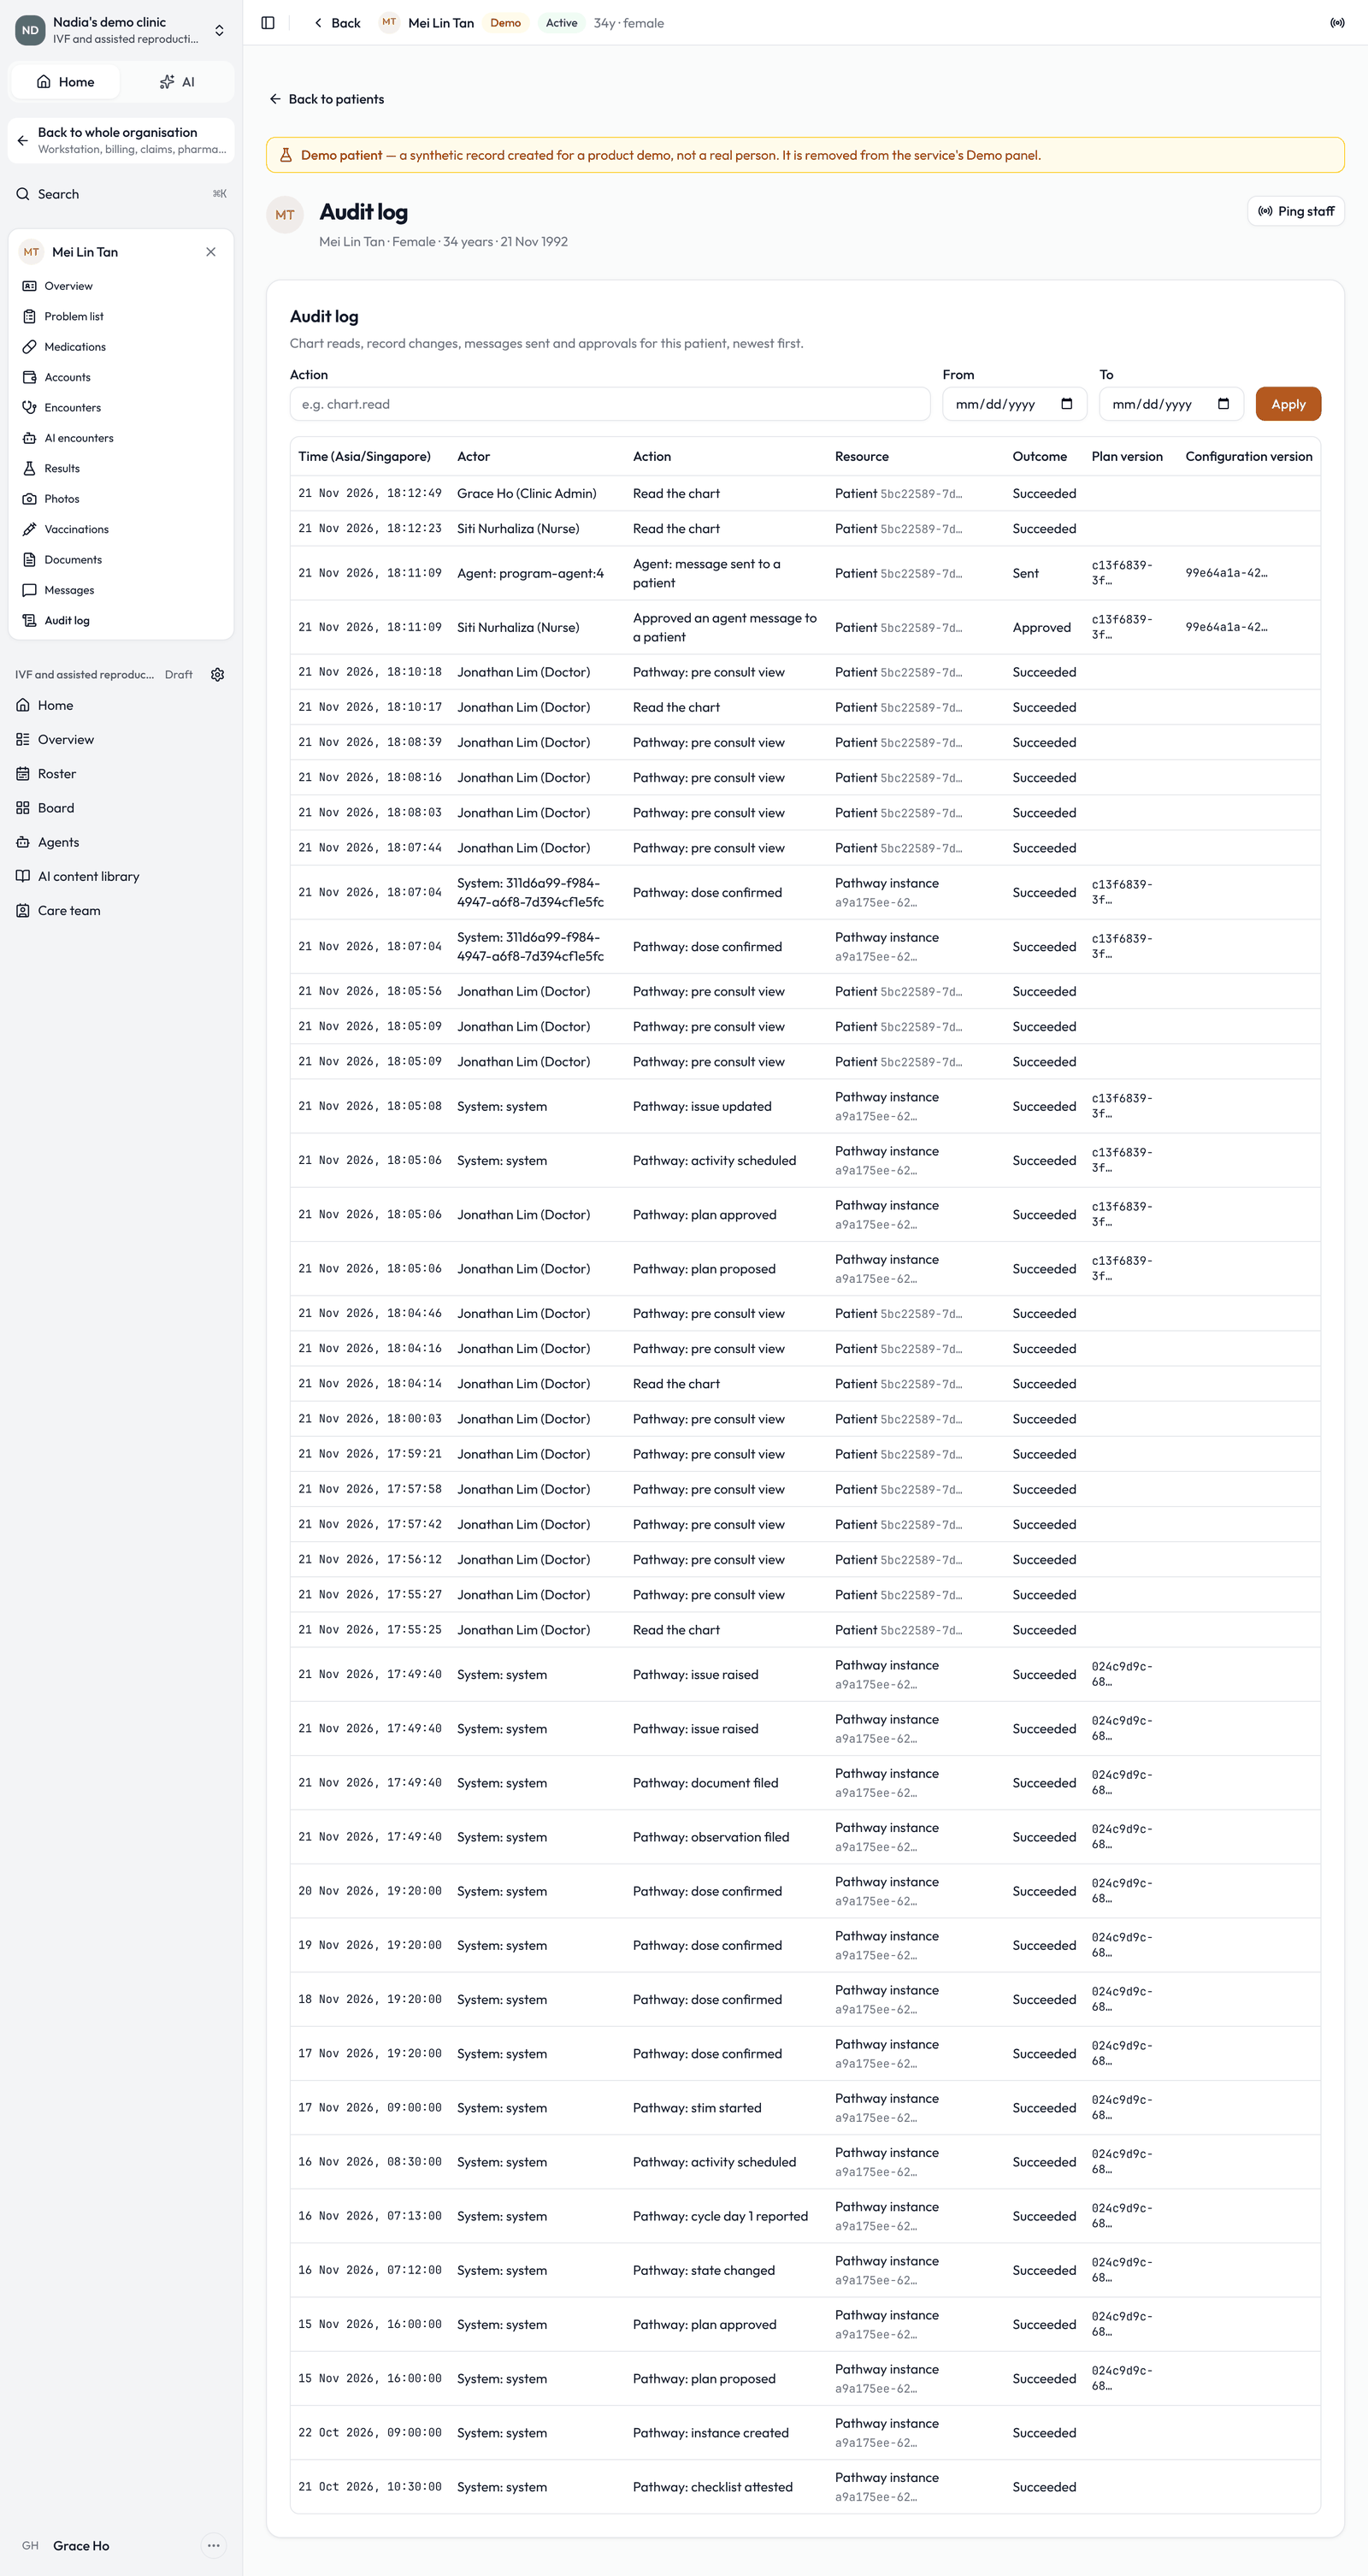 ND
Nadia's demo clinic
IVF and assisted reproducti...
Home
AI
Back to whole organisation
Workstation, billing, claims, pharma...
Search
⌘K
MT
Mei Lin Tan
Overview
Problem list
Medications
Accounts
Encounters
AI encounters
Results
Photos
Vaccinations
Documents
Messages
Audit log
IVF and assisted reproduc... Draft
Home
Overview
Roster
Board
Agents
AI content library
Care team
GH Grace Ho
Back MT Mei Lin Tan Demo Active 34y · female
Back to patients
Demo patient — a synthetic record created for a product demo, not a real person. It is removed from the service's Demo panel.
MT
Audit log
Mei Lin Tan · Female · 34 years · 21 Nov 1992
Ping staff
Audit log
Chart reads, record changes, messages sent and approvals for this patient, newest first.
Action From To
e.g. chart.read mm/dd/yyyy mm/dd/yyyy Apply
Time (Asia/Singapore) Actor Action Resource Outcome Plan version Configuration version
21 Nov 2026, 18:12:49 Grace Ho (Clinic Admin) Read the chart Patient 5bc22589-7d… Succeeded
21 Nov 2026, 18:12:23 Siti Nurhaliza (Nurse) Read the chart Patient 5bc22589-7d… Succeeded
21 Nov 2026, 18:11:09 Agent: program-agent:4 Agent: message sent to a patient Patient 5bc22589-7d… Sent c13f6839-3f… 99e64a1a-42…
21 Nov 2026, 18:11:09 Siti Nurhaliza (Nurse) Approved an agent message to a patient Patient 5bc22589-7d… Approved c13f6839-3f… 99e64a1a-42…
21 Nov 2026, 18:10:18 Jonathan Lim (Doctor) Pathway: pre consult view Patient 5bc22589-7d… Succeeded
21 Nov 2026, 18:10:17 Jonathan Lim (Doctor) Read the chart Patient 5bc22589-7d… Succeeded
21 Nov 2026, 18:08:39 Jonathan Lim (Doctor) Pathway: pre consult view Patient 5bc22589-7d… Succeeded
21 Nov 2026, 18:08:16 Jonathan Lim (Doctor) Pathway: pre consult view Patient 5bc22589-7d… Succeeded
21 Nov 2026, 18:08:03 Jonathan Lim (Doctor) Pathway: pre consult view Patient 5bc22589-7d… Succeeded
21 Nov 2026, 18:07:44 Jonathan Lim (Doctor) Pathway: pre consult view Patient 5bc22589-7d… Succeeded
21 Nov 2026, 18:07:04 System: 311d6a99-f984-4947-a6f8-7d394cf1e5fc Pathway: dose confirmed Pathway instance a9a175ee-62… Succeeded c13f6839-3f…
21 Nov 2026, 18:07:04 System: 311d6a99-f984-4947-a6f8-7d394cf1e5fc Pathway: dose confirmed Pathway instance a9a175ee-62… Succeeded c13f6839-3f…
21 Nov 2026, 18:05:56 Jonathan Lim (Doctor) Pathway: pre consult view Patient 5bc22589-7d… Succeeded
21 Nov 2026, 18:05:09 Jonathan Lim (Doctor) Pathway: pre consult view Patient 5bc22589-7d… Succeeded
21 Nov 2026, 18:05:09 Jonathan Lim (Doctor) Pathway: pre consult view Patient 5bc22589-7d… Succeeded
21 Nov 2026, 18:05:08 System: system Pathway: issue updated Pathway instance a9a175ee-62… Succeeded c13f6839-3f…
21 Nov 2026, 18:05:06 System: system Pathway: activity scheduled Pathway instance a9a175ee-62… Succeeded c13f6839-3f…
21 Nov 2026, 18:05:06 Jonathan Lim (Doctor) Pathway: plan approved Pathway instance a9a175ee-62… Succeeded c13f6839-3f…
21 Nov 2026, 18:05:06 Jonathan Lim (Doctor) Pathway: plan proposed Pathway instance a9a175ee-62… Succeeded c13f6839-3f…
21 Nov 2026, 18:04:46 Jonathan Lim (Doctor) Pathway: pre consult view Patient 5bc22589-7d… Succeeded
21 Nov 2026, 18:04:16 Jonathan Lim (Doctor) Pathway: pre consult view Patient 5bc22589-7d… Succeeded
21 Nov 2026, 18:04:14 Jonathan Lim (Doctor) Read the chart Patient 5bc22589-7d… Succeeded
21 Nov 2026, 18:00:03 Jonathan Lim (Doctor) Pathway: pre consult view Patient 5bc22589-7d… Succeeded
21 Nov 2026, 17:59:21 Jonathan Lim (Doctor) Pathway: pre consult view Patient 5bc22589-7d… Succeeded
21 Nov 2026, 17:57:58 Jonathan Lim (Doctor) Pathway: pre consult view Patient 5bc22589-7d… Succeeded
21 Nov 2026, 17:57:42 Jonathan Lim (Doctor) Pathway: pre consult view Patient 5bc22589-7d… Succeeded
21 Nov 2026, 17:56:12 Jonathan Lim (Doctor) Pathway: pre consult view Patient 5bc22589-7d… Succeeded
21 Nov 2026, 17:55:27 Jonathan Lim (Doctor) Pathway: pre consult view Patient 5bc22589-7d… Succeeded
21 Nov 2026, 17:55:25 Jonathan Lim (Doctor) Read the chart Patient 5bc22589-7d… Succeeded
21 Nov 2026, 17:49:40 System: system Pathway: issue raised Pathway instance a9a175ee-62… Succeeded 024c9d9c-68…
21 Nov 2026, 17:49:40 System: system Pathway: issue raised Pathway instance a9a175ee-62… Succeeded 024c9d9c-68…
21 Nov 2026, 17:49:40 System: system Pathway: document filed Pathway instance a9a175ee-62… Succeeded 024c9d9c-68…
21 Nov 2026, 17:49:40 System: system Pathway: observation filed Pathway instance a9a175ee-62… Succeeded 024c9d9c-68…
20 Nov 2026, 19:20:00 System: system Pathway: dose confirmed Pathway instance a9a175ee-62… Succeeded 024c9d9c-68…
19 Nov 2026, 19:20:00 System: system Pathway: dose confirmed Pathway instance a9a175ee-62… Succeeded 024c9d9c-68…
18 Nov 2026, 19:20:00 System: system Pathway: dose confirmed Pathway instance a9a175ee-62… Succeeded 024c9d9c-68…
17 Nov 2026, 19:20:00 System: system Pathway: dose confirmed Pathway instance a9a175ee-62… Succeeded 024c9d9c-68…
17 Nov 2026, 09:00:00 System: system Pathway: stim started Pathway instance a9a175ee-62… Succeeded 024c9d9c-68…
16 Nov 2026, 08:30:00 System: system Pathway: activity scheduled Pathway instance a9a175ee-62… Succeeded 024c9d9c-68…
16 Nov 2026, 07:13:00 System: system Pathway: cycle day 1 reported Pathway instance a9a175ee-62… Succeeded 024c9d9c-68…
16 Nov 2026, 07:12:00 System: system Pathway: state changed Pathway instance a9a175ee-62… Succeeded 024c9d9c-68…
15 Nov 2026, 16:00:00 System: system Pathway: plan approved Pathway instance a9a175ee-62… Succeeded 024c9d9c-68…
15 Nov 2026, 16:00:00 System: system Pathway: plan proposed Pathway instance a9a175ee-62… Succeeded 024c9d9c-68…
22 Oct 2026, 09:00:00 System: system Pathway: instance created Pathway instance a9a175ee-62… Succeeded
21 Oct 2026, 10:30:00 System: system Pathway: checklist attested Pathway instance a9a175ee-62… Succeeded